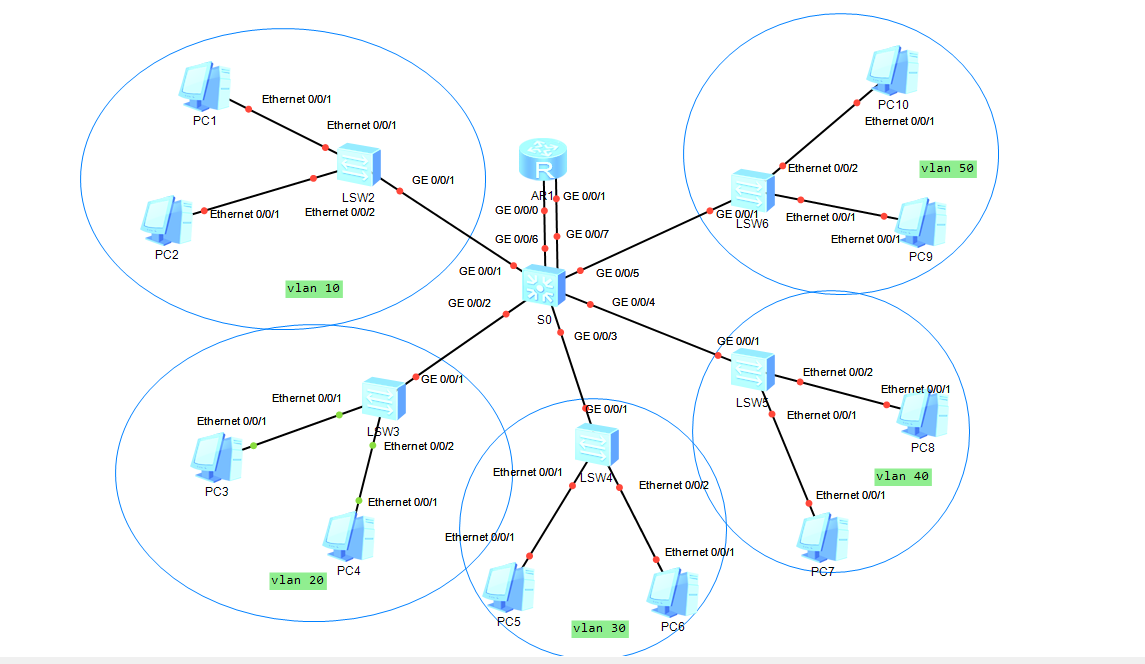 PC1
Ethernet 0/0/1
Ethernet 0/0/1
LSW2
GE 0/0/1
Ethernet 0/0/2
Ethernet 0/0/1
PC2
vlan 10
R
AR1
GE 0/0/1
GE 0/0/0
GE 0/0/7
GE 0/0/6
GE 0/0/1
GE 0/0/5
GE 0/0/2
GE 0/0/4
S0
GE 0/0/3
PC10
Ethernet 0/0/1
Ethernet 0/0/2
vlan 50
GE 0/0/1
LSW6
Ethernet 0/0/1
Ethernet 0/0/1
PC9
GE 0/0/1
Ethernet 0/0/1
Ethernet 0/0/1
LSW3
Ethernet 0/0/2
PC3
Ethernet 0/0/1
PC4
vlan 20
GE 0/0/1
LSW4
Ethernet 0/0/1
Ethernet 0/0/2
Ethernet 0/0/1
Ethernet 0/0/1
PC5
PC6
vlan 30
GE 0/0/1
Ethernet 0/0/2
Ethernet 0/0/1
LSW5
Ethernet 0/0/1
PC8
vlan 40
Ethernet 0/0/1
PC7